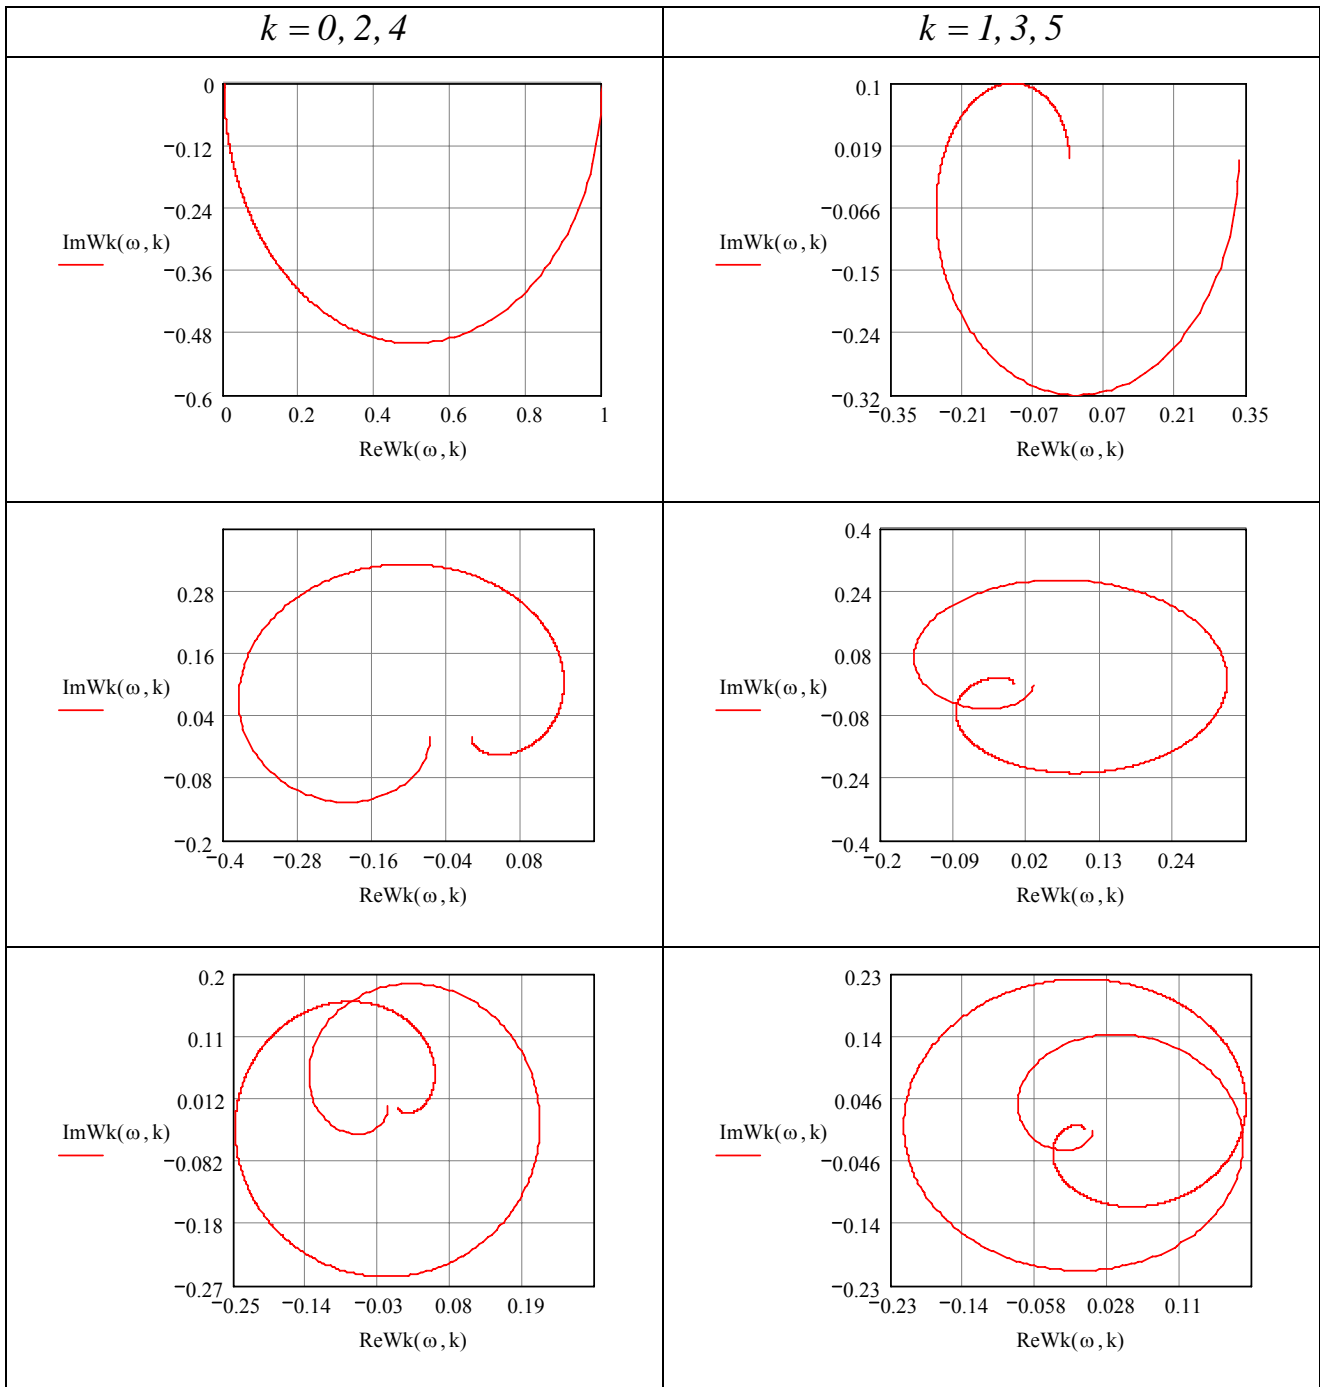 k = 0, 2, 4
k = 1, 3, 5
0
−0.12
−0.24
−0.36
−0.48
−0.6
ImWk(ω, k)
0 0.2 0.4 0.6 0.8 1
ReWk(ω, k)
0.1
0.019
−0.066
−0.15
−0.24
−0.32
ImWk(ω, k)
−0.35 −0.21 −0.07 0.07 0.21 0.35
ReWk(ω, k)
0.28
0.16
0.04
−0.08
−0.2
ImWk(ω, k)
−0.4 −0.28 −0.16 −0.04 0.08
ReWk(ω, k)
0.4
0.24
0.08
−0.08
−0.24
−0.4
ImWk(ω, k)
−0.2 −0.09 0.02 0.13 0.24
ReWk(ω, k)
0.2
0.11
0.012
−0.082
−0.18
−0.27
ImWk(ω, k)
−0.25 −0.14 −0.03 0.08 0.19
ReWk(ω, k)
0.23
0.14
0.046
−0.046
−0.14
−0.23
ImWk(ω, k)
−0.23 −0.14 −0.058 0.028 0.11
ReWk(ω, k)